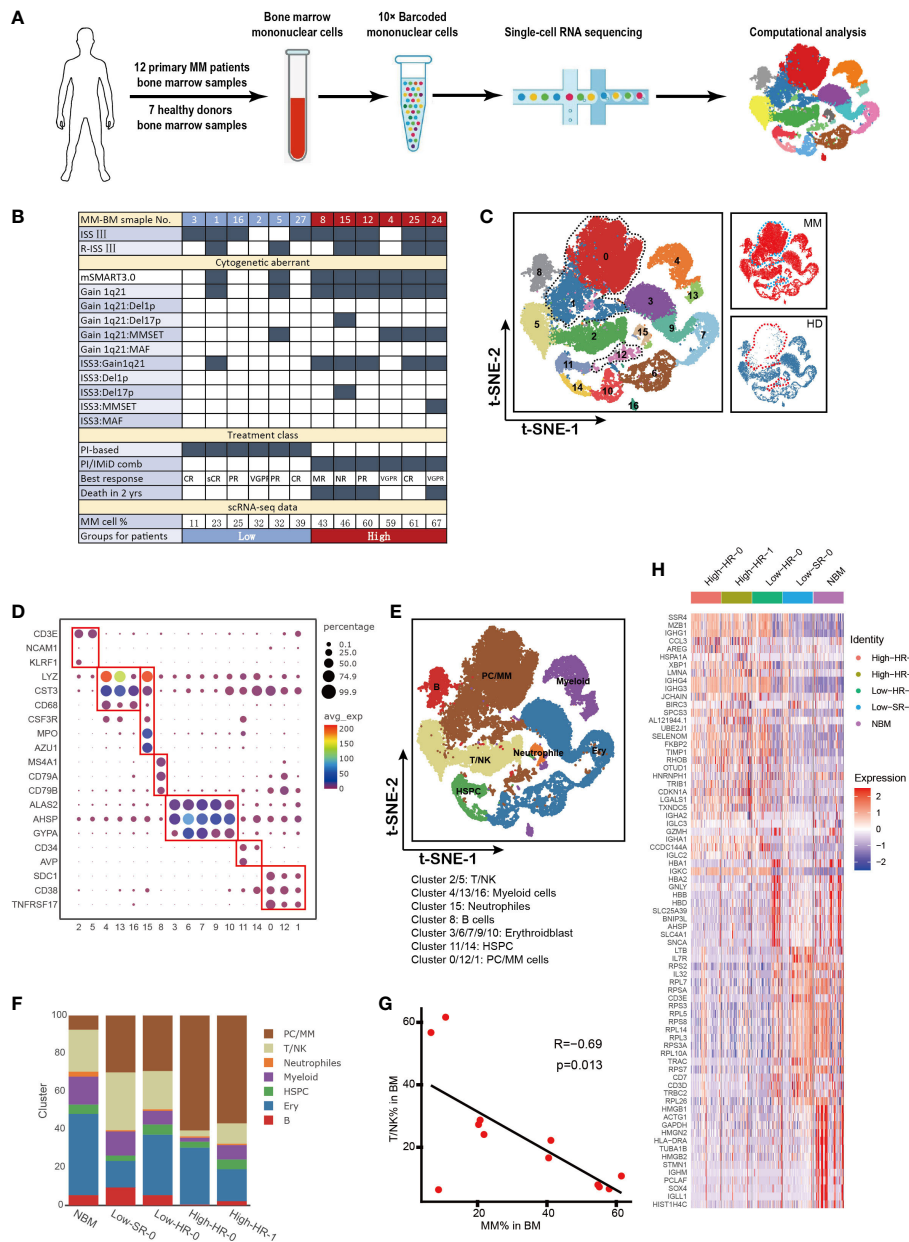 A
12 primary MM patients
bone marrow samples
7 healthy donors
bone marrow samples
Bone marrow
mononuclear cells
10× Barcoded
mononuclear cells
Single-cell RNA sequencing
Computational analysis
B
MM-BM smaple No. 3 1 16 2 5 27 8 15 12 4 25 24
ISS III
R-ISS III
Cytogenetic aberrant
mSMART3.0
Gain 1q21
Gain 1q21:Del1p
Gain 1q21:Del17p
Gain 1q21:MMSET
Gain 1q21:MAF
ISS3:Gain1q21
ISS3:Del1p
ISS3:Del17p
ISS3:MMSET
ISS3:MAF
Treatment class
PI-based
PI/IMiD comb
Best response CR sCR PR VGPR PR CR MR NR PR VGPR CR VGPR
Death in 2 yrs
scRNA-seq data
MM cell % 11 23 25 32 32 39 43 46 60 59 61 67
Groups for patients Low High
C
0
1
2
3
4
5
6
7
8
9
10
11
12
13
14
15
16
t-SNE-2
t-SNE-1
MM
HD
D
CD3E
NCAM1
KLRF1
LYZ
CST3
CD68
CSF3R
MPO
AZU1
MS4A1
CD79A
CD79B
ALAS2
AHSP
GYPA
CD34
AVP
SDC1
CD38
TNFRSF17
2 5 4 13 16 15 8 3 6 7 9 10 11 14 0 12 1
percentage
0.1
25.0
50.0
74.9
99.9
avg_exp
200
150
100
50
0
E
B
PC/MM
Myeloid
T/NK
Neutrophile
Ery
HSPC
t-SNE-2
t-SNE-1
Cluster 2/5: T/NK
Cluster 4/13/16: Myeloid cells
Cluster 15: Neutrophiles
Cluster 8: B cells
Cluster 3/6/7/9/10: Erythroidblast
Cluster 11/14: HSPC
Cluster 0/12/1: PC/MM cells
F
Cluster
100
80
60
40
20
0
NBM
Low-SR-0
Low-HR-0
High-HR-0
High-HR-1
PC/MM
T/NK
Neutrophiles
Myeloid
HSPC
Ery
B
G
T/NK% in BM
60
40
20
R=−0.69
p=0.013
20 40 60
MM% in BM
H
High−HR−0
High−HR−1
Low−HR−0
Low−SR−0
NBM
SSR4
MZB1
IGHG1
CCL3
AREG
HSPA1A
XBP1
LMNA
IGHG4
IGHG3
JCHAIN
BIRC3
SPCS3
AL121944.1
UBE2J1
SELENOM
FKBP2
TIMP1
RHOB
OTUD1
HNRNPH1
TRIB1
CDKN1A
LGALS1
TXNDC5
IGHA2
IGLC3
GZMH
IGHA1
CCDC144A
IGLC2
HBA1
IGKC
HBA2
GNLY
HBB
HBD
SLC25A39
BNIP3L
AHSP
SLC4A1
SNCA
LTB
IL7R
RPS2
IL32
RPL7
RPSA
CD3E
RPS3
RPL5
RPS8
RPL14
RPL3
RPS3A
RPL10A
TRAC
RPS7
CD7
CD3D
TRBC2
RPL26
HMGB1
ACTG1
GAPDH
HMGN2
HLA-DRA
TUBA1B
HMGB2
STMN1
IGHM
PCLAF
SOX4
IGLL1
HIST1H4C
Identity
High−HR−
High−HR−
Low−HR−
Low−SR−
NBM
Expression
2
1
0
−1
−2